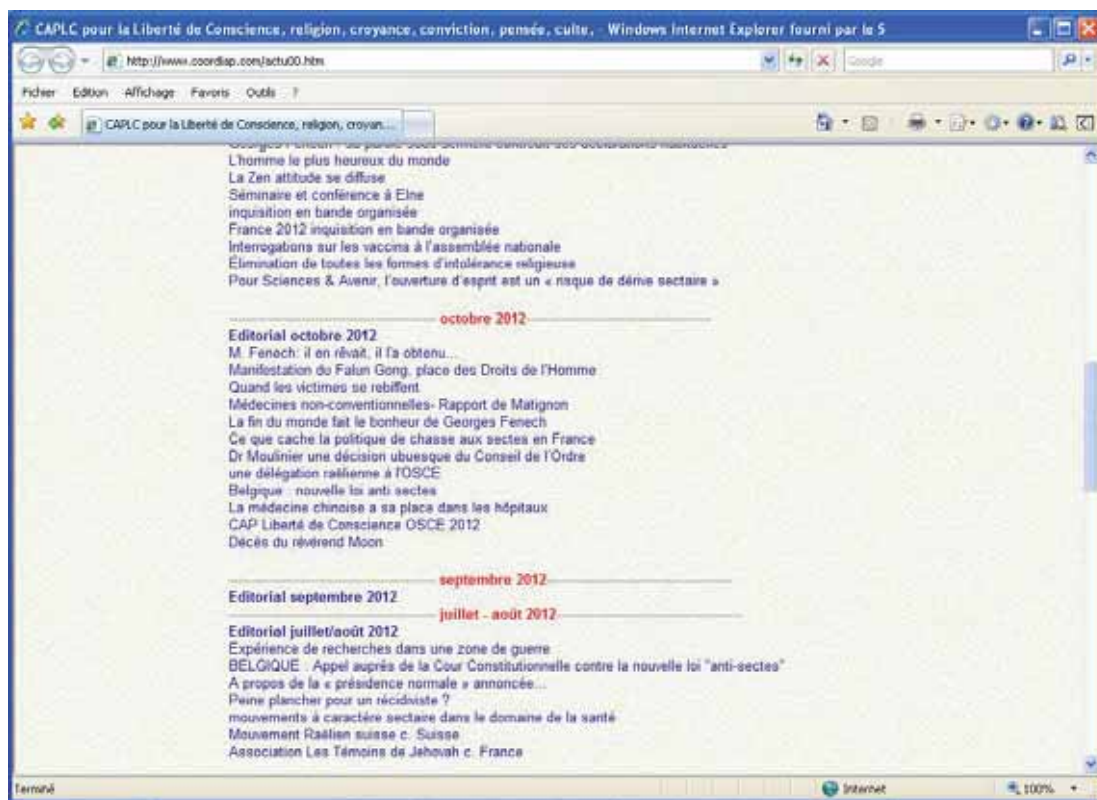 CAPLC pour la Liberté de Conscience, religion, croyance, conviction, pensée, culte, - Windows Internet Explorer fourni par le S
http://www.coordiap.com/actu00.htm
Google
Fichier Edition Affichage Favoris Outils ?
CAPLC pour la Liberté de Conscience, religion, croyan...
Georges Fenech : sa parole sous serment contredit ses déclarations habituelles
L'homme le plus heureux du monde
La Zen attitude se diffuse
Séminaire et conférence à Elne
inquisition en bande organisée
France 2012 inquisition en bande organisée
Interrogations sur les vaccins à l'assemblée nationale
Élimination de toutes les formes d'intolérance religieuse
Pour Sciences & Avenir, l'ouverture d'esprit est un « risque de dérive sectaire »
octobre 2012
Editorial octobre 2012
M. Fenech: il en rêvait, il l'a obtenu...
Manifestation du Falun Gong, place des Droits de l'Homme
Quand les victimes se rebiffent
Médecines non-conventionnelles- Rapport de Matignon
La fin du monde fait le bonheur de Georges Fenech
Ce que cache la politique de chasse aux sectes en France
Dr Moulinier une décision ubuesque du Conseil de l'Ordre
une délégation raëlienne à l'OSCE
Belgique : nouvelle loi anti sectes
La médecine chinoise a sa place dans les hôpitaux
CAP Liberté de Conscience OSCE 2012
Décès du révérend Moon
septembre 2012
Editorial septembre 2012
juillet - août 2012
Editorial juillet/août 2012
Expérience de recherches dans une zone de guerre
BELGIQUE : Appel auprès de la Cour Constitutionnelle contre la nouvelle loi "anti-sectes"
A propos de la « présidence normale » annoncée...
Peine plancher pour un récidiviste ?
mouvements à caractère sectaire dans le domaine de la santé
Mouvement Raëlien suisse c. Suisse
Association Les Témoins de Jehovah c. France
Terminé
Internet
100%